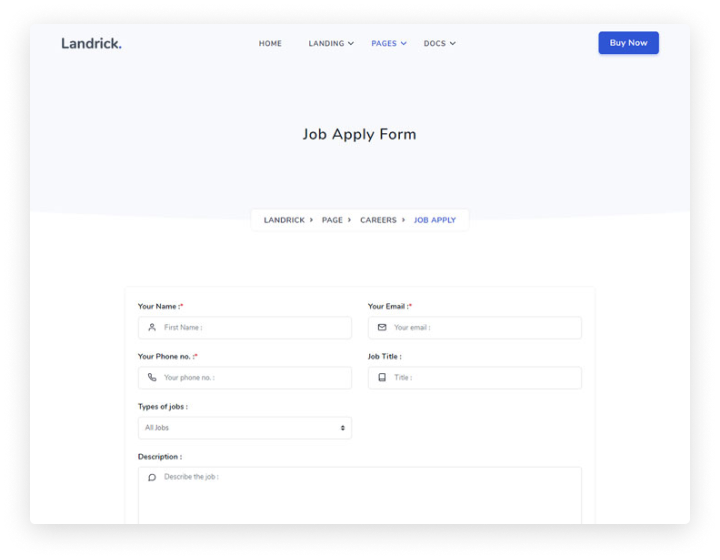 Landrick. HOME LANDING PAGES DOCS Buy Now
Job Apply Form
LANDRICK PAGE CAREERS JOB APPLY
Your Name :* Your Email :*
First Name : Your email :
Your Phone no. :* Job Title :
Your phone no. : Title :
Types of jobs :
All Jobs
Description :
Describe the job :